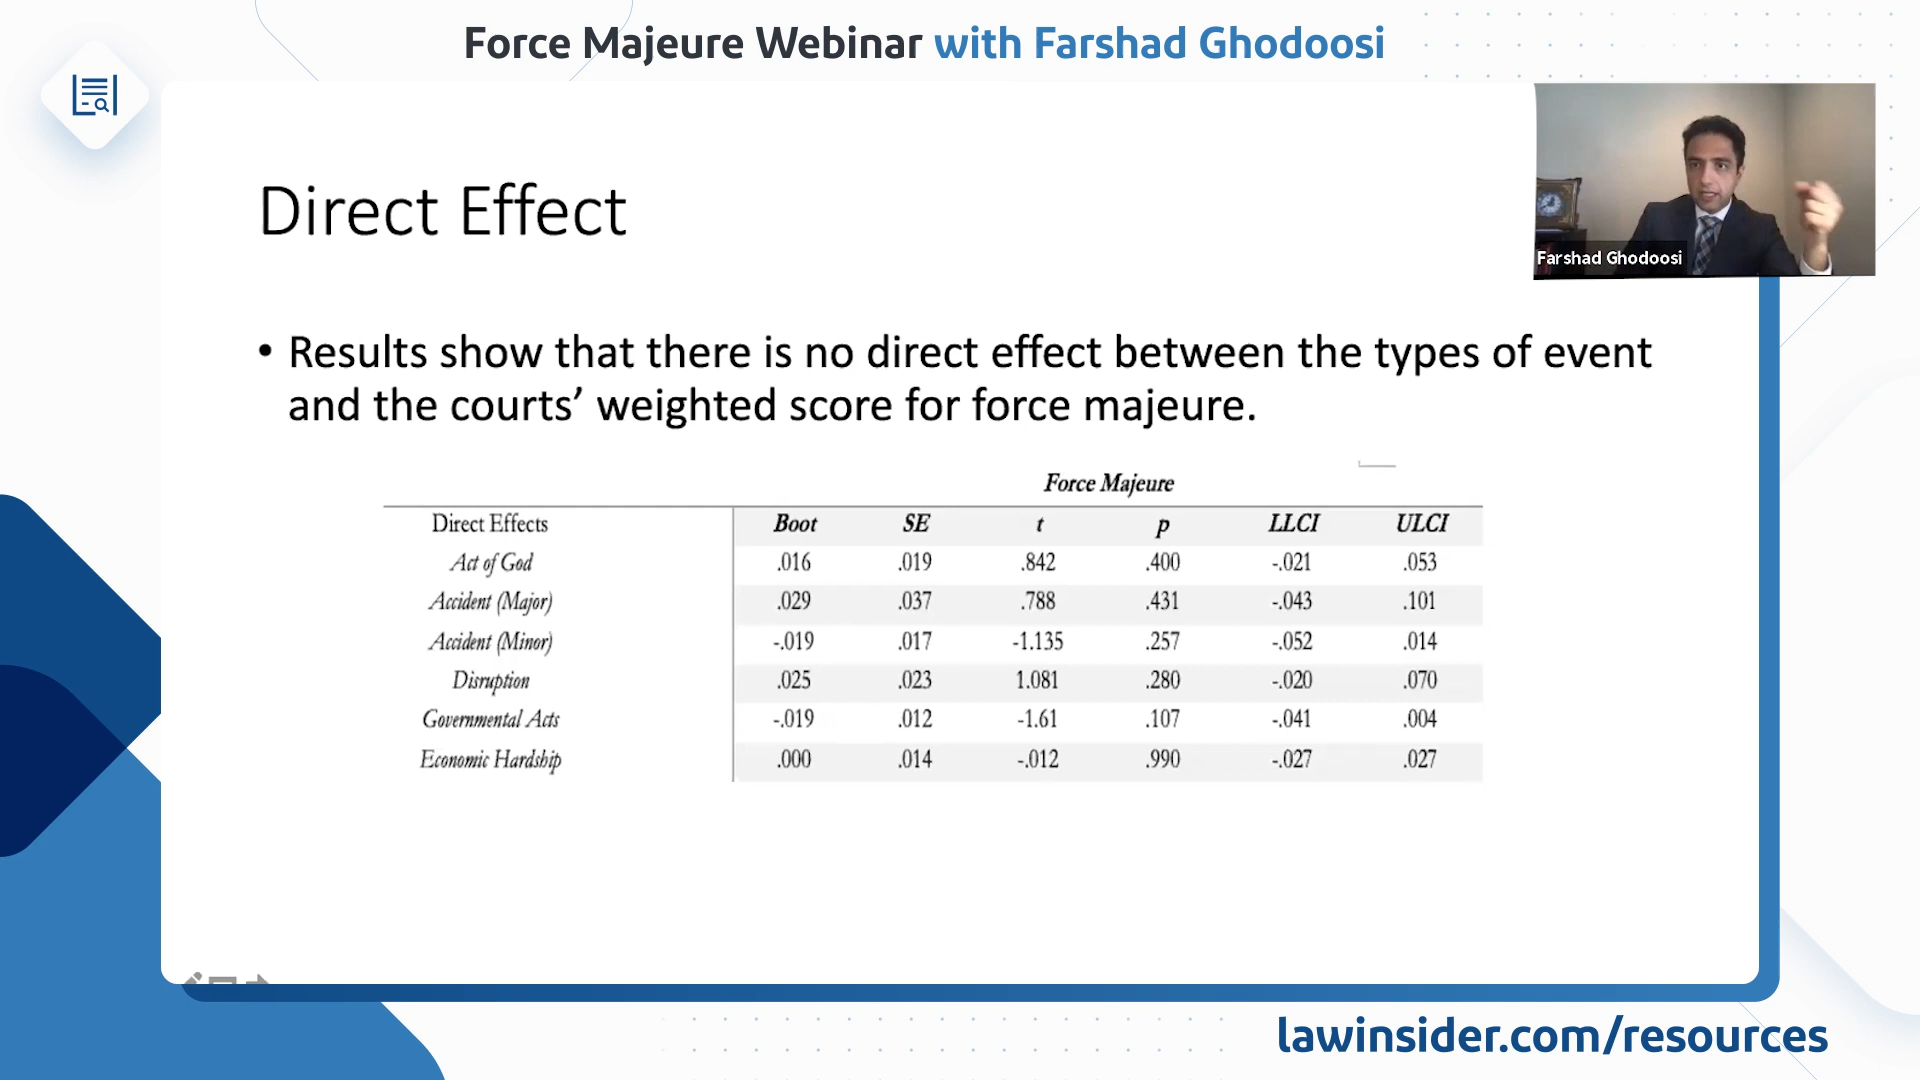 Force Majeure Webinar with Farshad Ghodoosi
Farshad Ghodoosi
Direct Effect
• Results show that there is no direct effect between the types of event
and the courts’ weighted score for force majeure.
Force Majeure
Direct Effects Boot SE t p LLCI ULCI
Act of God .016 .019 .842 .400 -.021 .053
Accident (Major) .029 .037 .788 .431 -.043 .101
Accident (Minor) -.019 .017 -1.135 .257 -.052 .014
Disruption .025 .023 1.081 .280 -.020 .070
Governmental Acts -.019 .012 -1.61 .107 -.041 .004
Economic Hardship .000 .014 -.012 .990 -.027 .027
lawinsider.com/resources